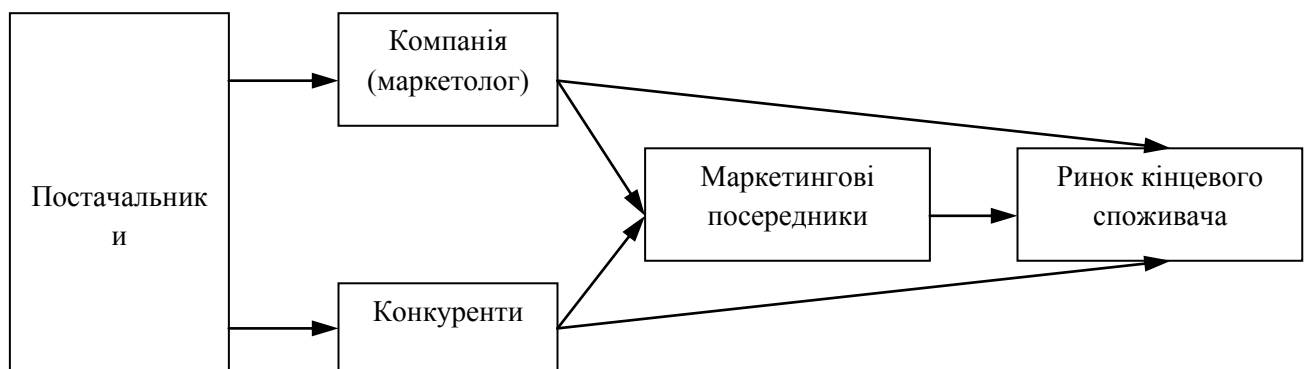 Компанія
(маркетолог)
Постачальник
и
Маркетингові
посередники
Ринок кінцевого
споживача
Конкуренти